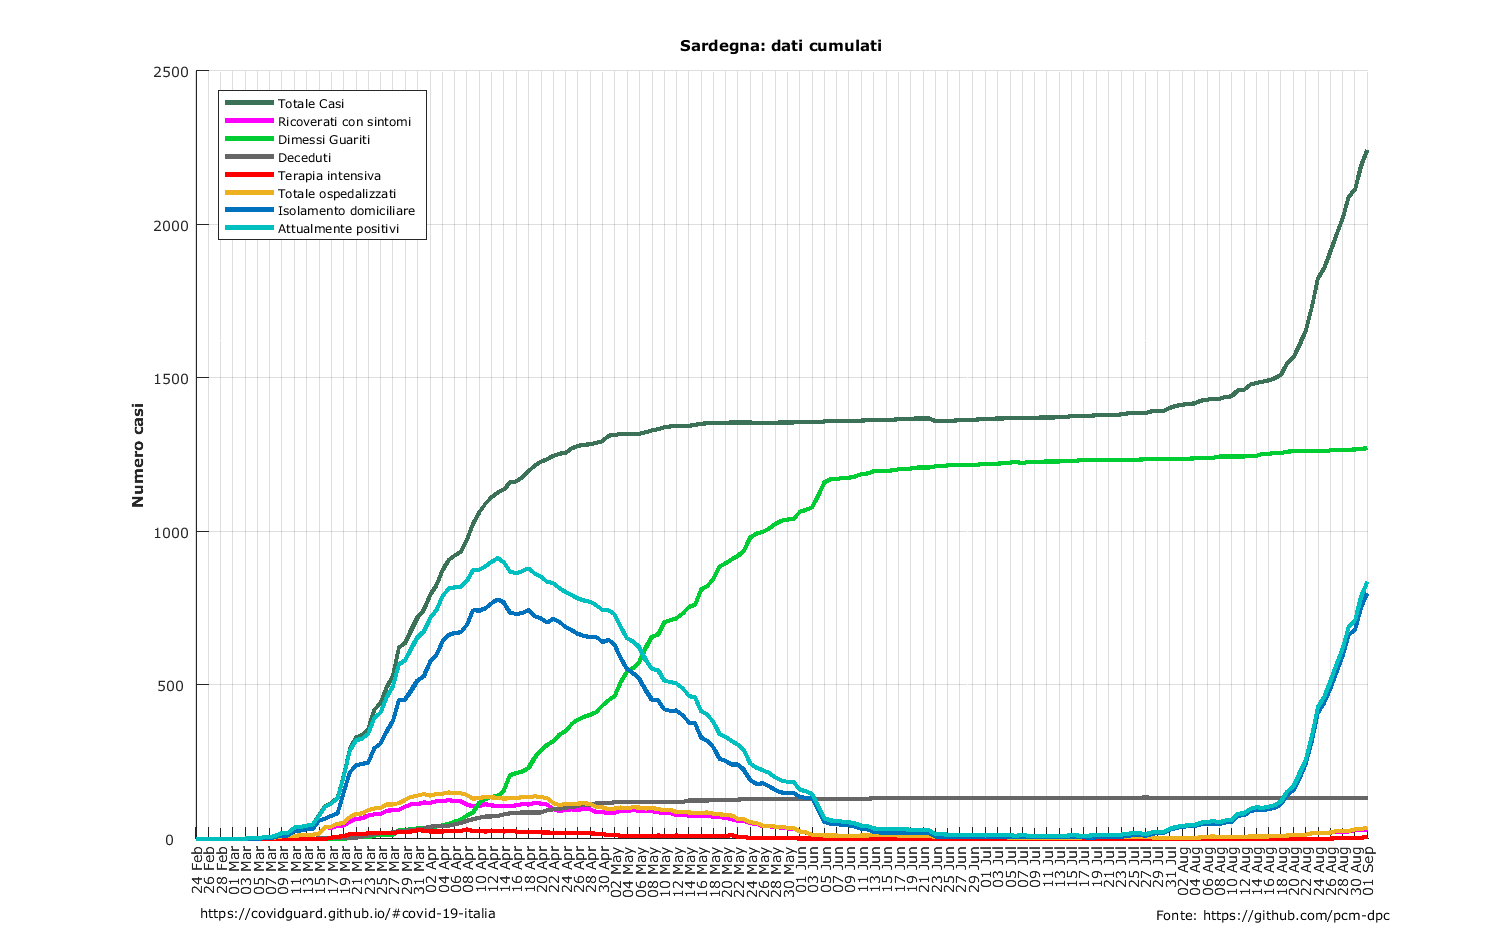 Sardegna: dati cumulati
2500
2000
1500
1000
500
0
Numero casi
Totale Casi
Ricoverati con sintomi
Dimessi Guariti
Deceduti
Terapia intensiva
Totale ospedalizzati
Isolamento domiciliare
Attualmente positivi
24 Feb
26 Feb
28 Feb
01 Mar
03 Mar
05 Mar
07 Mar
09 Mar
11 Mar
13 Mar
15 Mar
17 Mar
19 Mar
21 Mar
23 Mar
25 Mar
27 Mar
29 Mar
31 Mar
02 Apr
04 Apr
06 Apr
08 Apr
10 Apr
12 Apr
14 Apr
16 Apr
18 Apr
20 Apr
22 Apr
24 Apr
26 Apr
28 Apr
30 Apr
02 May
04 May
06 May
08 May
10 May
12 May
14 May
16 May
18 May
20 May
22 May
24 May
26 May
28 May
30 May
01 Jun
03 Jun
05 Jun
07 Jun
09 Jun
11 Jun
13 Jun
15 Jun
17 Jun
19 Jun
21 Jun
23 Jun
25 Jun
27 Jun
29 Jun
01 Jul
03 Jul
05 Jul
07 Jul
09 Jul
11 Jul
13 Jul
15 Jul
17 Jul
19 Jul
21 Jul
23 Jul
25 Jul
27 Jul
29 Jul
31 Jul
02 Aug
04 Aug
06 Aug
08 Aug
10 Aug
12 Aug
14 Aug
16 Aug
18 Aug
20 Aug
22 Aug
24 Aug
26 Aug
28 Aug
30 Aug
01 Sep
https://covidguard.github.io/#covid-19-italia
Fonte: https://github.com/pcm-dpc